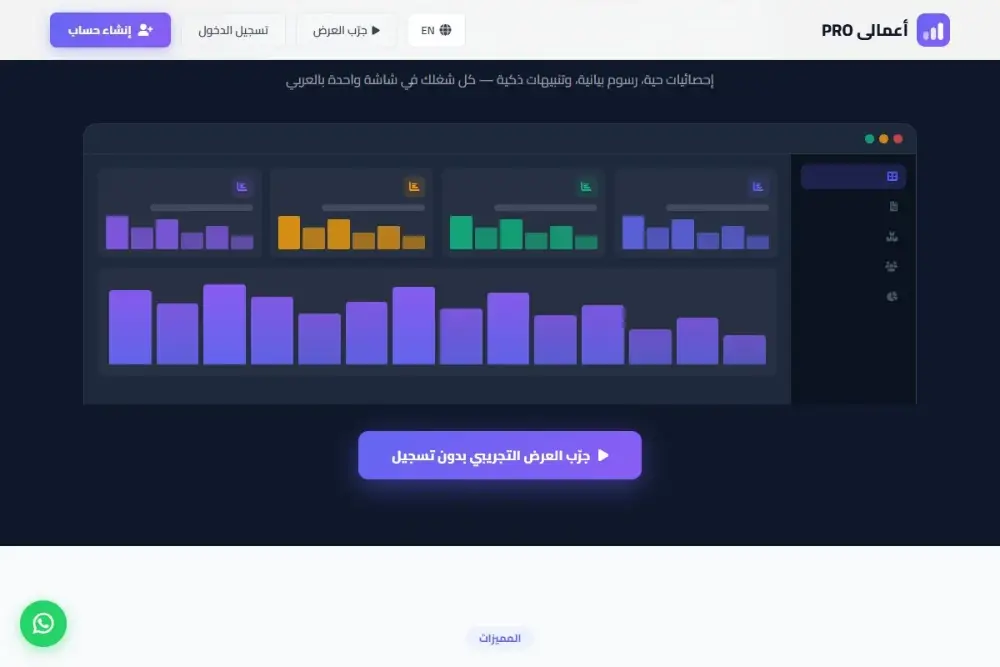 أعمالى PRO
EN
جرّب العرض
تسجيل الدخول
إنشاء حساب
إحصائيات حية، رسوم بيانية، وتنبيهات ذكية — كل شغلك في شاشة واحدة بالعربي
جرّب العرض التجريبي بدون تسجيل
المميزات